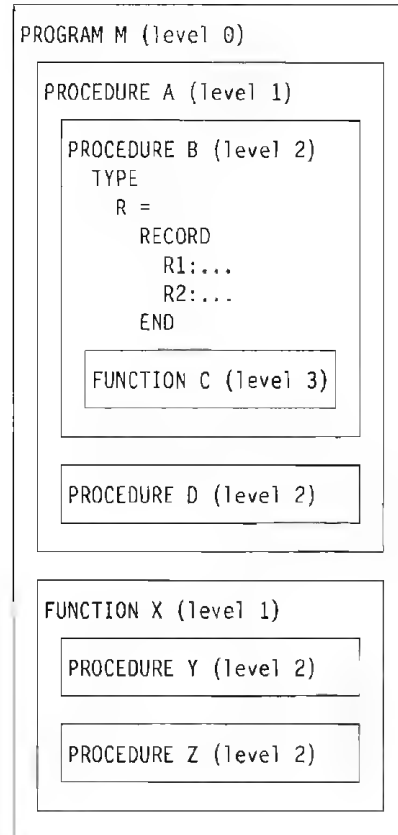 PROGRAM M (level 0)
PROCEDURE A (level 1)
PROCEDURE B (level 2)
TYPE
R =
RECORD
R1:...
R2:...
END
FUNCTION C (level 3)
PROCEDURE D (level 2)
FUNCTION X (level 1)
PROCEDURE Y (level 2)
PROCEDURE Z (level 2)